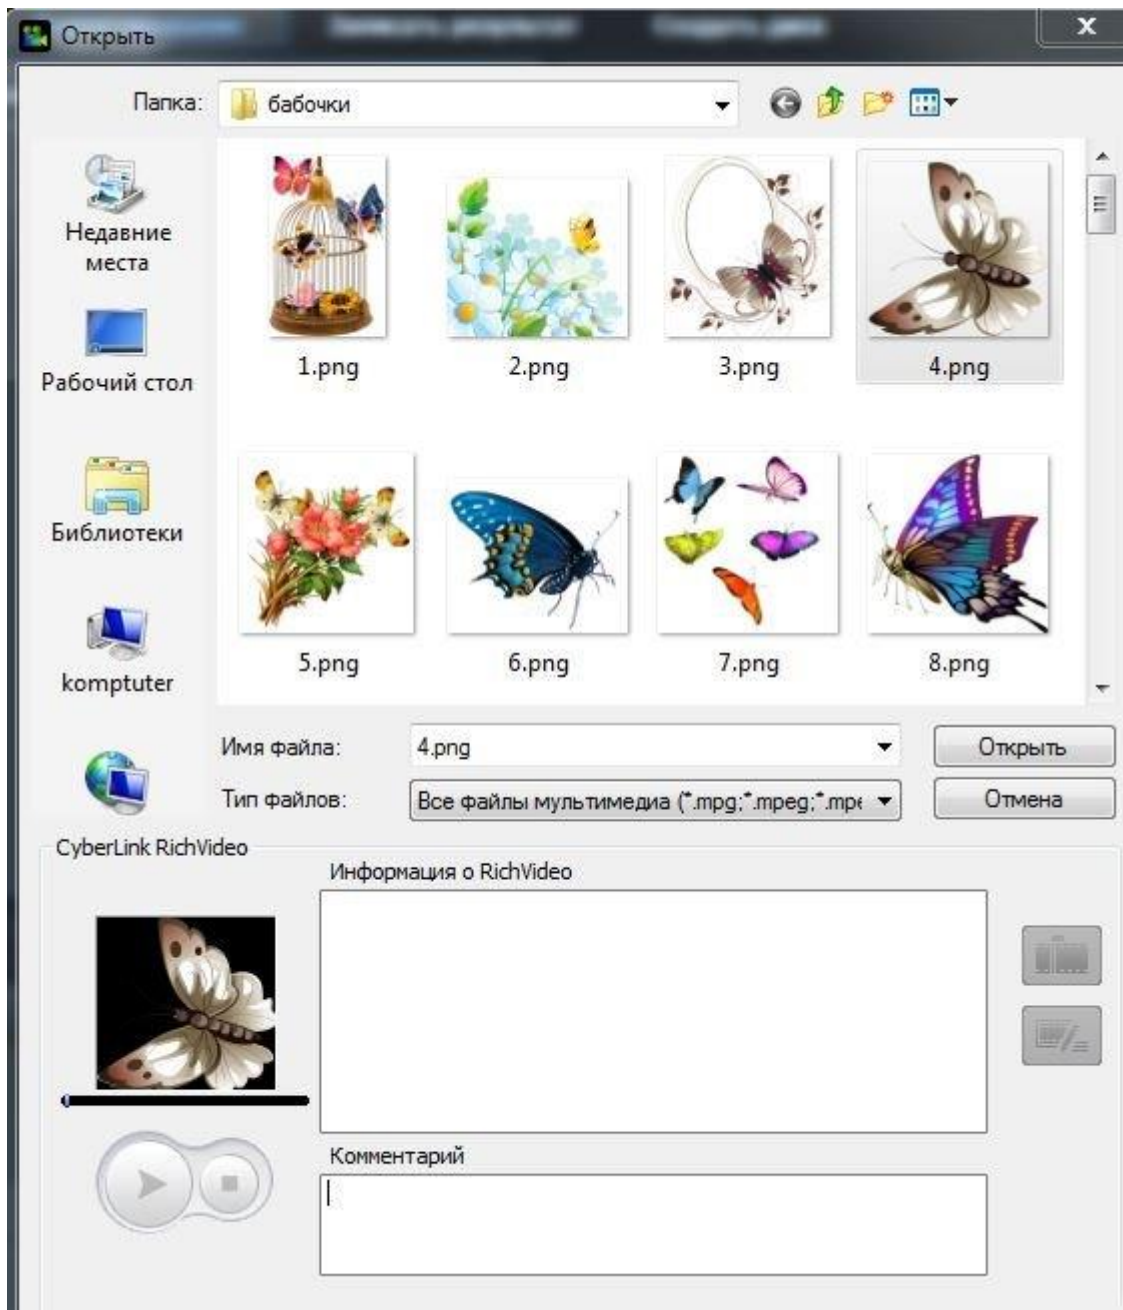 Открыть
Папка:
бабочки
Недавние
места
Рабочий стол
Библиотеки
komptuter
1.png
2.png
3.png
4.png
5.png
6.png
7.png
8.png
Имя файла:
4.png
Открыть
Тип файлов:
Все файлы мультимедиа (*.mpg;*.mpeg;*.mpe
Отмена
CyberLink RichVideo
Информация о RichVideo
Комментарий